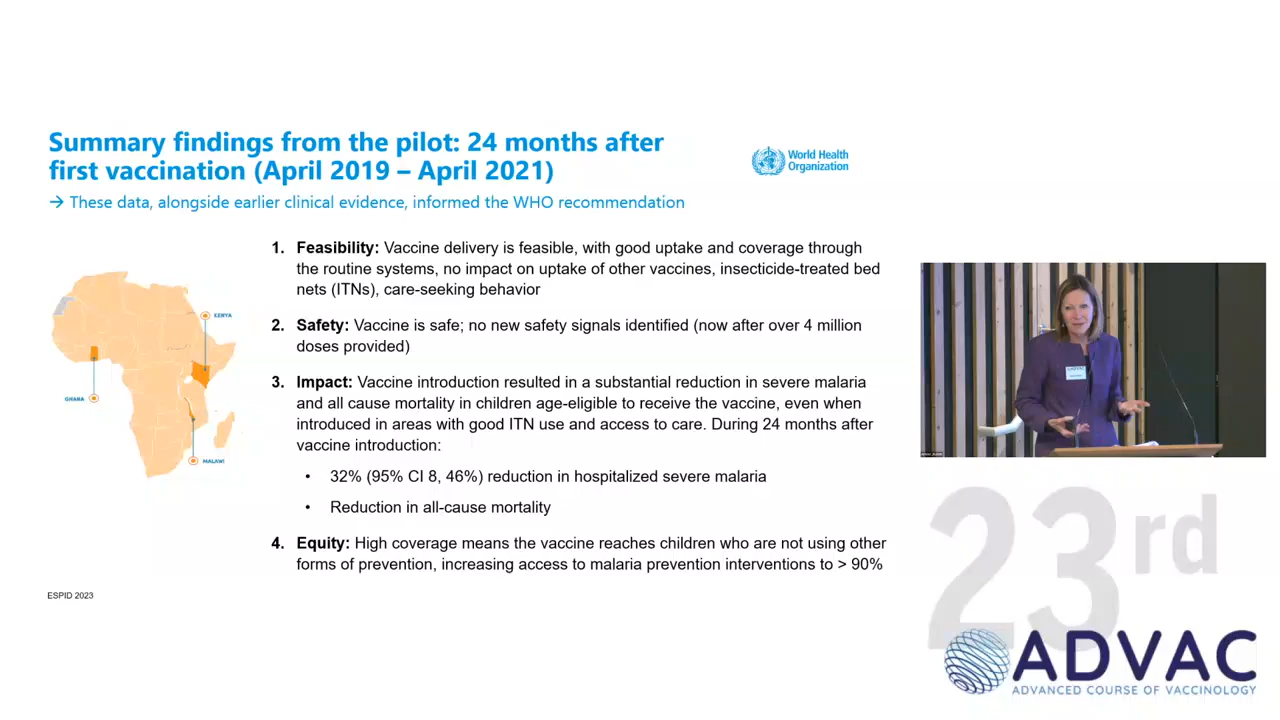 Summary findings from the pilot: 24 months after
first vaccination (April 2019 – April 2021)
→ These data, alongside earlier clinical evidence, informed the WHO recommendation
World Health
Organization
1. Feasibility: Vaccine delivery is feasible, with good uptake and coverage through
the routine systems, no impact on uptake of other vaccines, insecticide-treated bed
nets (ITNs), care-seeking behavior
2. Safety: Vaccine is safe; no new safety signals identified (now after over 4 million
doses provided)
3. Impact: Vaccine introduction resulted in a substantial reduction in severe malaria
and all cause mortality in children age-eligible to receive the vaccine, even when
introduced in areas with good ITN use and access to care. During 24 months after
vaccine introduction:
• 32% (95% CI 8, 46%) reduction in hospitalized severe malaria
• Reduction in all-cause mortality
4. Equity: High coverage means the vaccine reaches children who are not using other
forms of prevention, increasing access to malaria prevention interventions to > 90%
KENYA
GHANA
MALAWI
ESPID 2023
23rd
ADVAC
ADVANCED COURSE OF VACCINOLOGY